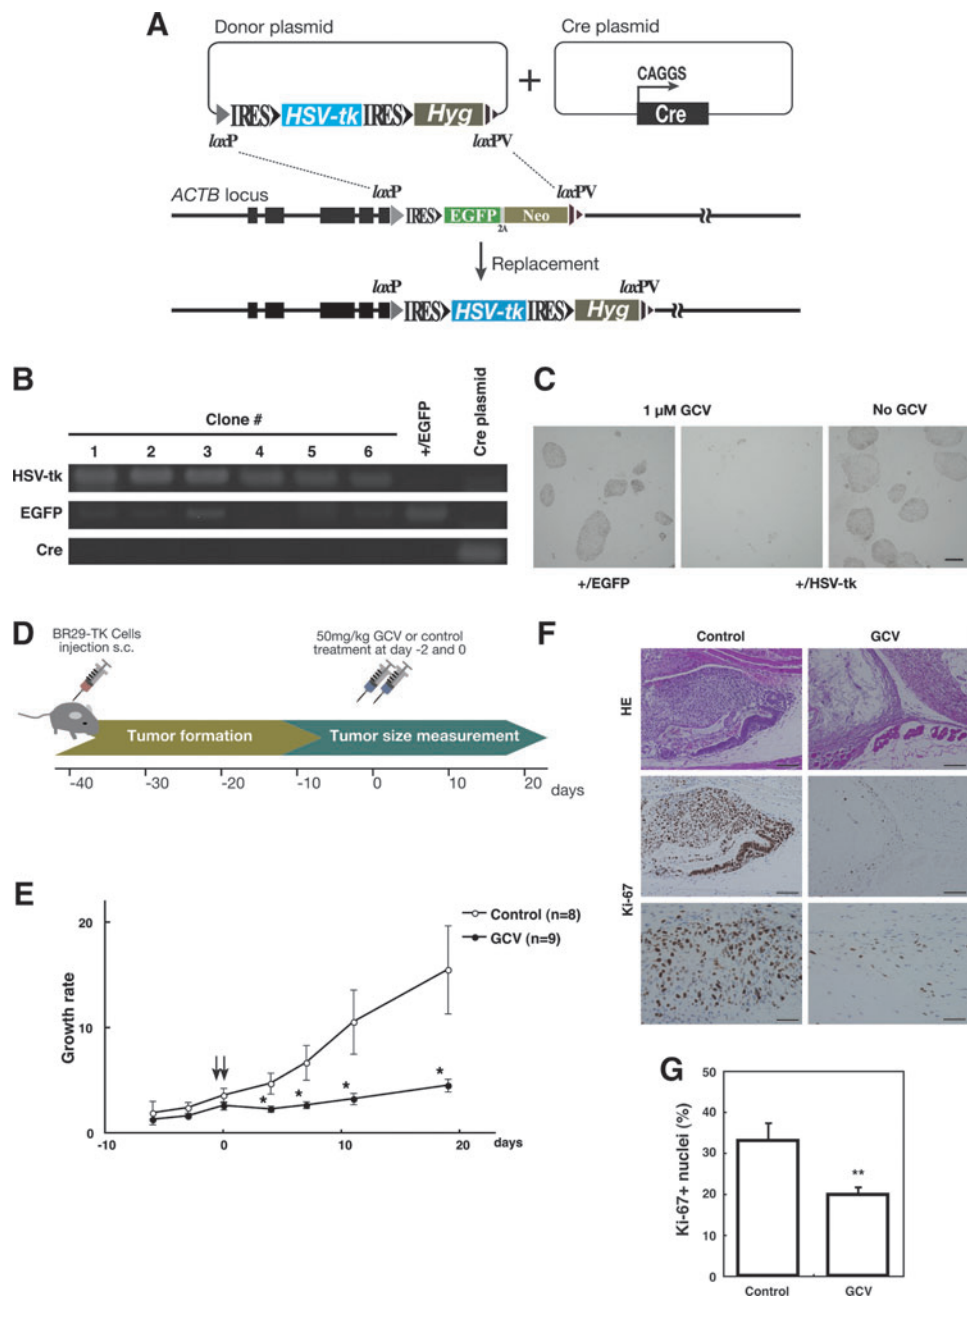 A
Donor plasmid
Cre plasmid
CAGGS
IRES HSV-tk IRES Hyg
Cre
loxP
loxPV
+
loxP
loxPV
ACTB locus
IRES EGFP Neo
2A
Replacement
loxP
loxPV
IRES HSV-tk IRES Hyg
B
Clone #
+/EGFP
Cre plasmid
1 2 3 4 5 6
HSV-tk
EGFP
Cre
C
1 μM GCV
No GCV
+/EGFP
+/HSV-tk
D
BR29-TK Cells
injection s.c.
50mg/kg GCV or control
treatment at day -2 and 0
Tumor formation
Tumor size measurement
-40 -30 -20 -10 0 10 20
days
E
Growth rate
20
10
0
-10 0 10 20
days
Control (n=8)
GCV (n=9)
* * * *
F
Control
GCV
HE
Ki-67
G
Ki-67+ nuclei (%)
50
40
30
20
10
0
**
Control
GCV